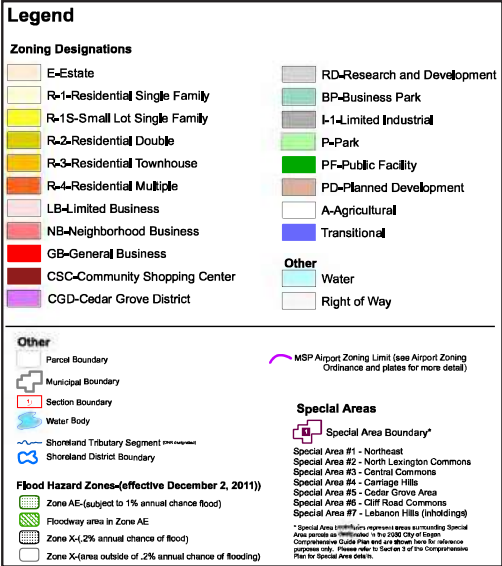 Legend
Zoning Designations
E-Estate
R-1-Residential Single Family
R-1S-Small Lot Single Family
R-2-Residential Double
R-3-Residential Townhouse
R-4-Residential Multiple
LB-Limited Business
NB-Neighborhood Business
GB-General Business
CSC-Community Shopping Center
CGD-Cedar Grove District
RD-Research and Development
BP-Business Park
I-1-Limited Industrial
P-Park
PF-Public Facility
PD-Planned Development
A-Agricultural
Transitional
Other
Water
Right of Way
Other
Parcel Boundary
Municipal Boundary
Section Boundary
Water Body
Shoreland Tributary Segment
Shoreland District Boundary
Flood Hazard Zones-(effective December 2, 2011))
Zone AE-(subject to 1% annual chance flood)
Floodway area in Zone AE
Zone X-(.2% annual chance of flood)
Zone X-(area outside of .2% annual chance of flooding)
MSP Airport Zoning Limit (see Airport Zoning
Ordinance and plates for more detail)
Special Areas
1
Special Area Boundary*
Special Area #1 - Northeast
Special Area #2 - North Lexington Commons
Special Area #3 - Central Commons
Special Area #4 - Carriage Hills
Special Area #5 - Cedar Grove Area
Special Area #6 - Cliff Road Commons
Special Area #7 - Lebanon Hills (inholdings)
* Special Area boundaries represent areas surrounding Special
Area parcels as designated in the 2030 City of Eagan
Comprehensive Guide Plan and are shown here for reference
purposes only. Please refer to Section 3 of the Comprehensive
Plan for Special Area details.